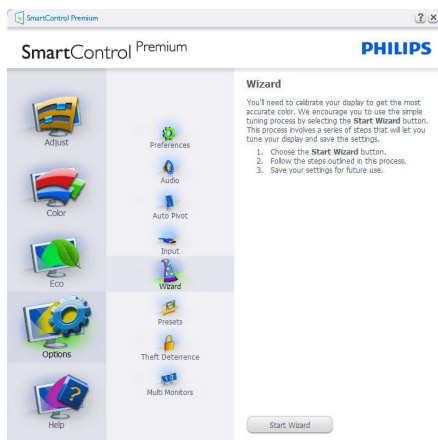 SmartControl Premium
SmartControl Premium
PHILIPS
Adjust
Color
Eco
Options
Help
Preferences
Audio
Auto Pivot
Input
Wizard
Presets
Theft Deterrence
Multi Monitors
Wizard
You'll need to calibrate your display to get the most
accurate color. We encourage you to use the simple
tuning process by selecting the Start Wizard button.
This process involves a series of steps that will let you
tune your display and save the settings.
1. Choose the Start Wizard button.
2. Follow the steps outlined in this process.
3. Save your settings for future use.
Start Wizard